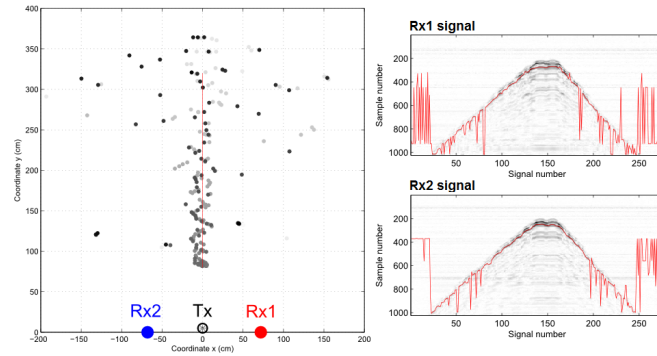 400
350
300
250
200
150
100
50
0
Coordinate y (cm)
Rx2 Tx Rx1
−200 −150 −100 −50 0 50 100 150 200
Coordinate x (cm)
Rx1 signal
200
400
600
800
1000
Sample number
50 100 150 200 250
Signal number
Rx2 signal
200
400
600
800
1000
Sample number
50 100 150 200 250
Signal number